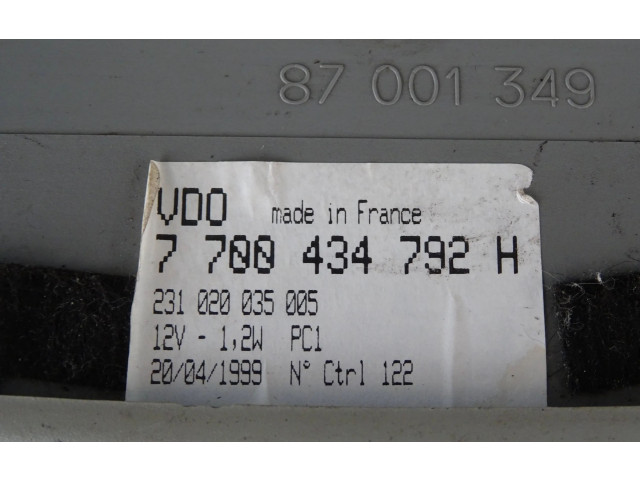 87 001 349
VDO made in France
7 700 434 792 H
231 020 035 005
12V - 1,2W PC1
20/04/1999 N° Ctrl 122